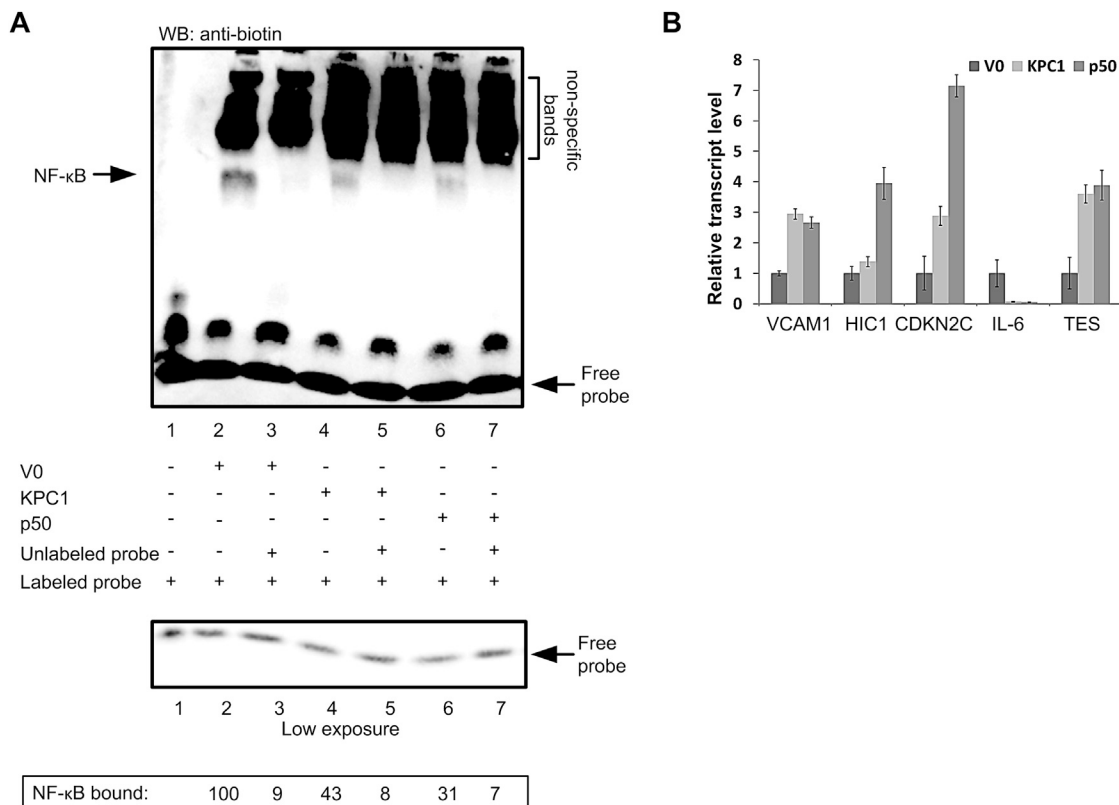 A
WB: anti-biotin
non-specific
bands
NF-κB
Free
probe
1 2 3 4 5 6 7
V0 - + + - - - -
KPC1 - - - + + - -
p50 - - - - - + +
Unlabeled probe - - + - + - +
Labeled probe + + + + + + +
Free
probe
1 2 3 4 5 6 7
Low exposure
NF-κB bound: 100 9 43 8 31 7
B
V0 KPC1 p50
Relative transcript level
8
7
6
5
4
3
2
1
0
VCAM1 HIC1 CDKN2C IL-6 TES